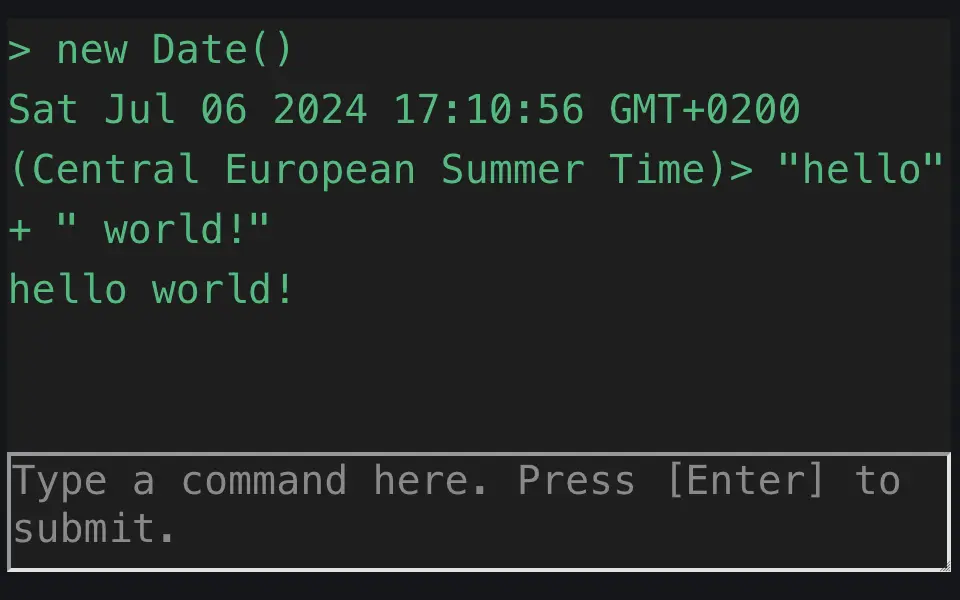 > new Date()
Sat Jul 06 2024 17:10:56 GMT+0200
(Central European Summer Time)> "hello"
+ " world!"
hello world!
Type a command here. Press [Enter] to
submit.